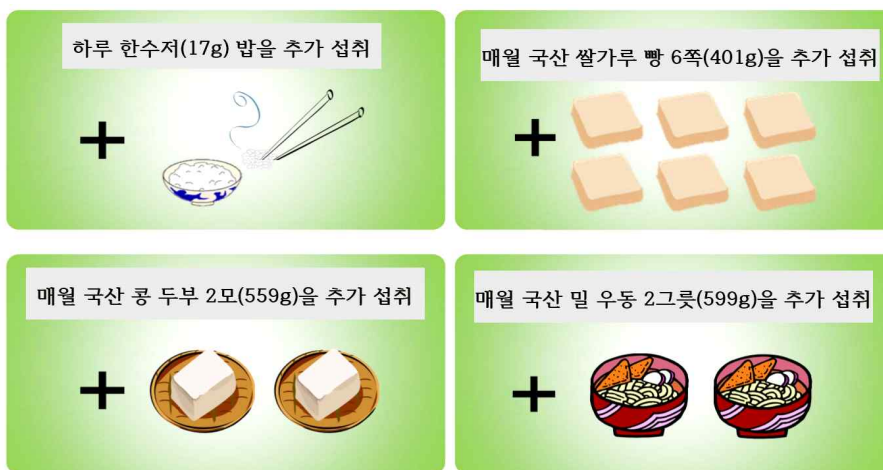 하루 한수저(17g) 밥을 추가 섭취
매월 국산 쌀가루 빵 6쪽(401g)을 추가 섭취
매월 국산 콩 두부 2모(559g)을 추가 섭취
매월 국산 밀 우동 2그릇(599g)을 추가 섭취